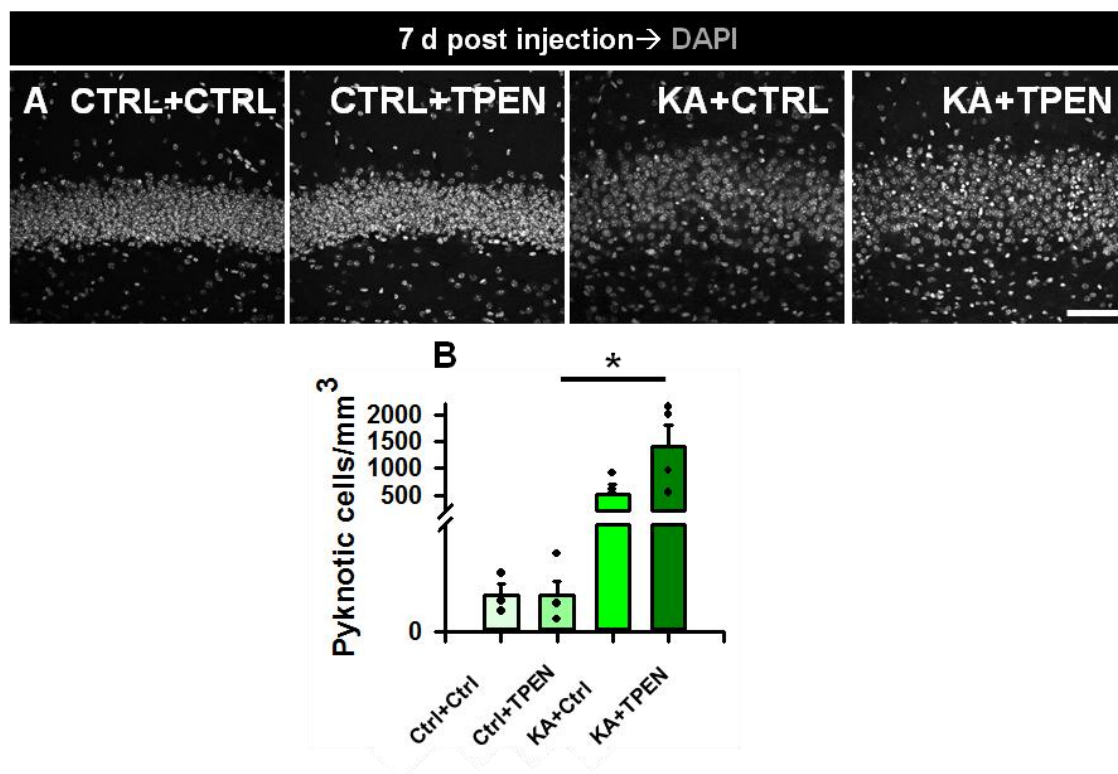 7 d post injection→ DAPI
A CTRL+CTRL
CTRL+TPEN
KA+CTRL
KA+TPEN
B
*
Pyknotic cells/mm³
2000
1500
1000
500
0
Ctrl+Ctrl
Ctrl+TPEN
KA+Ctrl
KA+TPEN